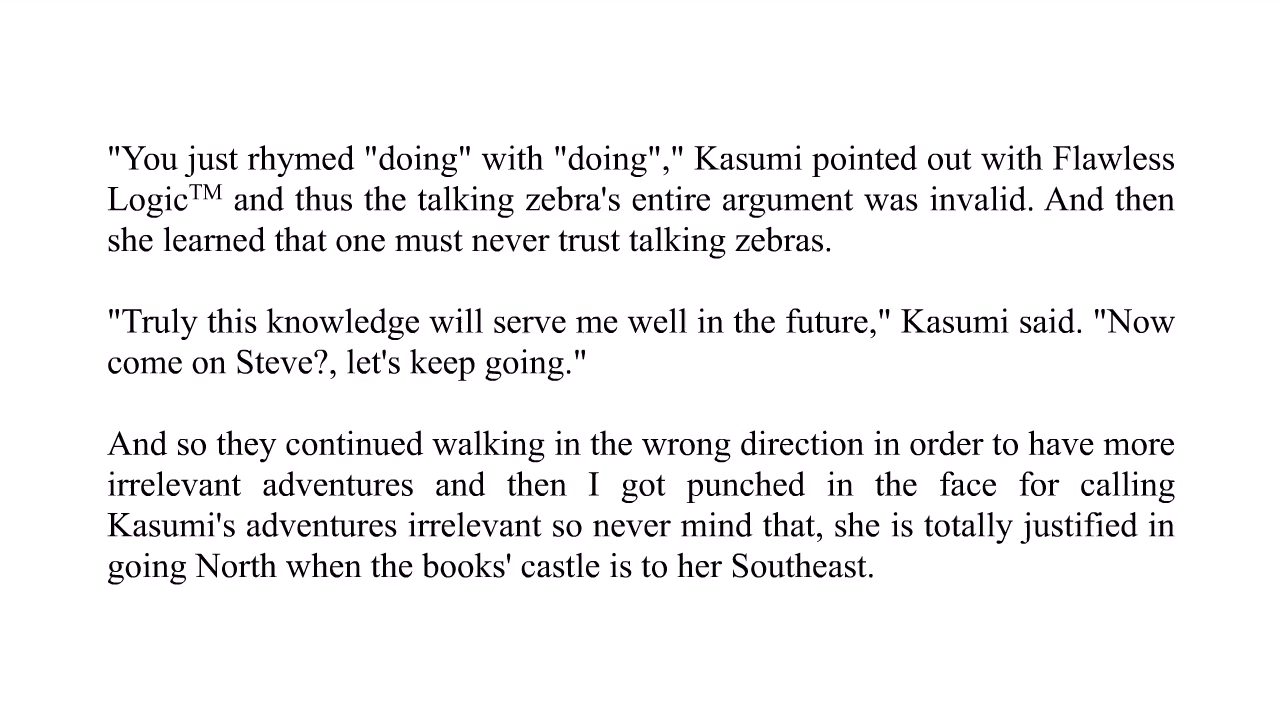 "You just rhymed "doing" with "doing"," Kasumi pointed out with Flawless
Logic™ and thus the talking zebra's entire argument was invalid. And then
she learned that one must never trust talking zebras.
"Truly this knowledge will serve me well in the future," Kasumi said. "Now
come on Steve?, let's keep going."
And so they continued walking in the wrong direction in order to have more
irrelevant adventures and then I got punched in the face for calling
Kasumi's adventures irrelevant so never mind that, she is totally justified in
going North when the books' castle is to her Southeast.